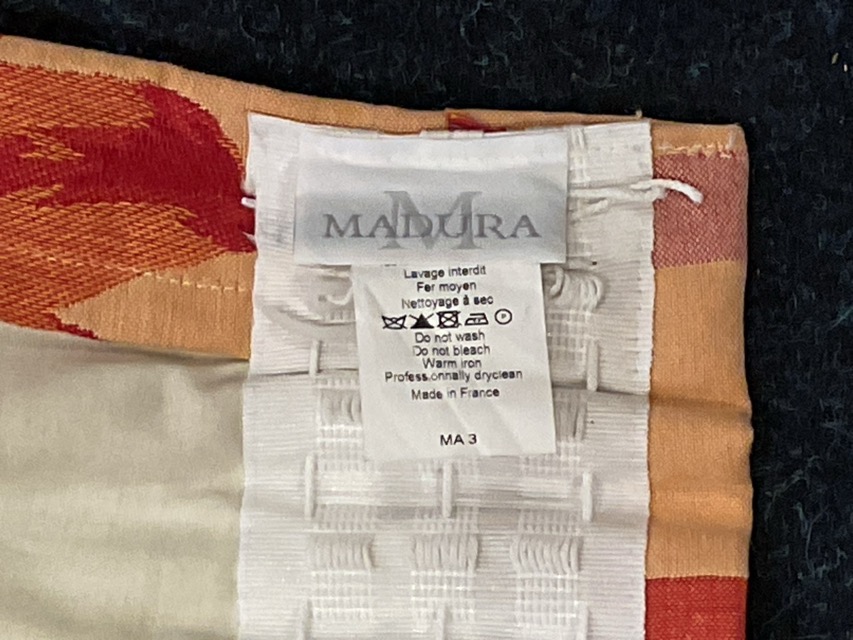 MADURA
Lavage interdit
Fer moyen
Nettoyage à sec
P
Do not wash
Do not bleach
Warm iron
Professionnally dryclean
Made in France
MA 3